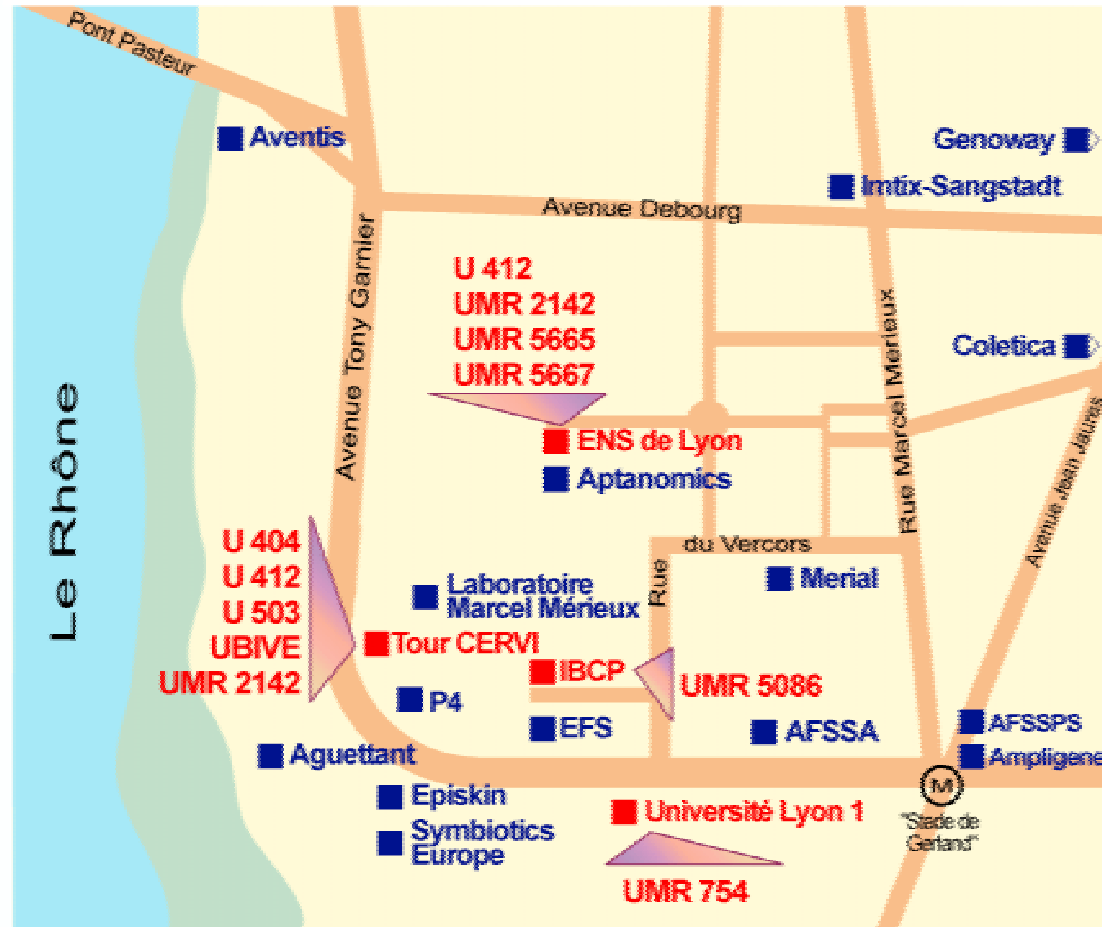 Pont Pasteur
Aventis
Genoway
Imtix-Sangstadt
Avenue Debourg
Avenue Tony Garnier
U 412
UMR 2142
UMR 5665
UMR 5667
Rue Marcel Merieux
Coletica
Avenue Jean Jaures
Le Rhône
ENS de Lyon
Aptanomics
U 404
U 412
U 503
UBIVE
UMR 2142
du Vercors
Rue
Merial
Laboratoire
Marcel Mérieux
Tour CERVI
IBCP
UMR 5086
P4
EFS
AFSSA
AFSSPS
Ampligene
Aguettant
Episkin
Symbiotics
Europe
Université Lyon 1
M
"Stade de
Gerland"
UMR 754